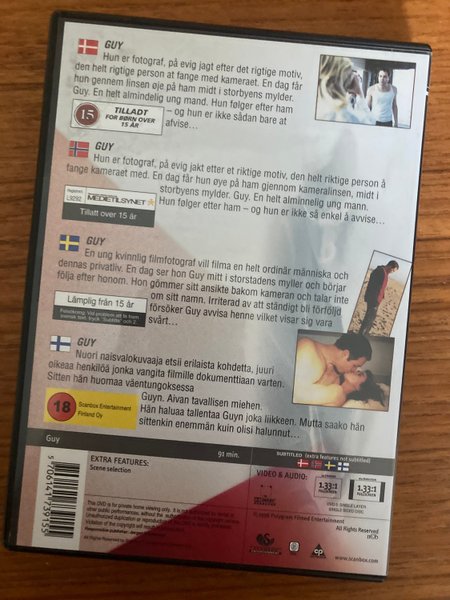 GUY
Hun er fotograf, på evig jagt efter det rigtige motiv,
den helt rigtige person at fange med kameraet. En dag får
hun gennem linsen øje på ham midt i storbyens mylder.
Guy. En helt almindelig ung mand. Hun følger efter ham
– og hun er ikke sådan bare at
afvise...
15
TILLADT
FOR BØRN OVER
15 ÅR
GUY
Hun er fotograf, på evig jakt etter et riktige motiv, den helt riktige person å
fange med kameraet. En dag får hun øye på ham gjennom kameralinsen, midt i
storbyens mylder. Guy. En helt alminnelig ung mann.
Hun følger etter ham – og hun er ikke så enkel å avvise...
MEDIETILSYNET
Tillatt over 15 år
GUY
En ung kvinnlig filmfotograf vill filma en helt ordinär människa och
dennas privatliv. En dag ser hon Guy mitt i storstadens myller och börjar
följa efter honom. Hon gömmer sitt ansikte bakom kameran och talar inte
om sitt namn. Irriterad av att ständigt bli förföljd
försöker Guy avvisa henne vilket visar sig vara
svårt...
Lämplig från 15 år
GUY
Nuori naisvalokuvaaja etsii erilaista kohdetta, juuri
oikeaa henkilöä jonka vangita filmille dokumenttiaan varten.
Sitten hän huomaa väentungoksessa
Guyn. Aivan tavallisen miehen.
Hän haluaa tallentaa Guyn joka liikkeen. Mutta saako hän
sittenkin enemmän kuin olisi halunnut...
18
Scanbox Entertainment
Finland Oy
Guy
91 min.
SUBTITLED (extra features not subtitled)
EXTRA FEATURES:
Scene selection
VIDEO & AUDIO:
1.33:1
1.33:1
5706141735155
All Rights Reserved
www.scanbox.com